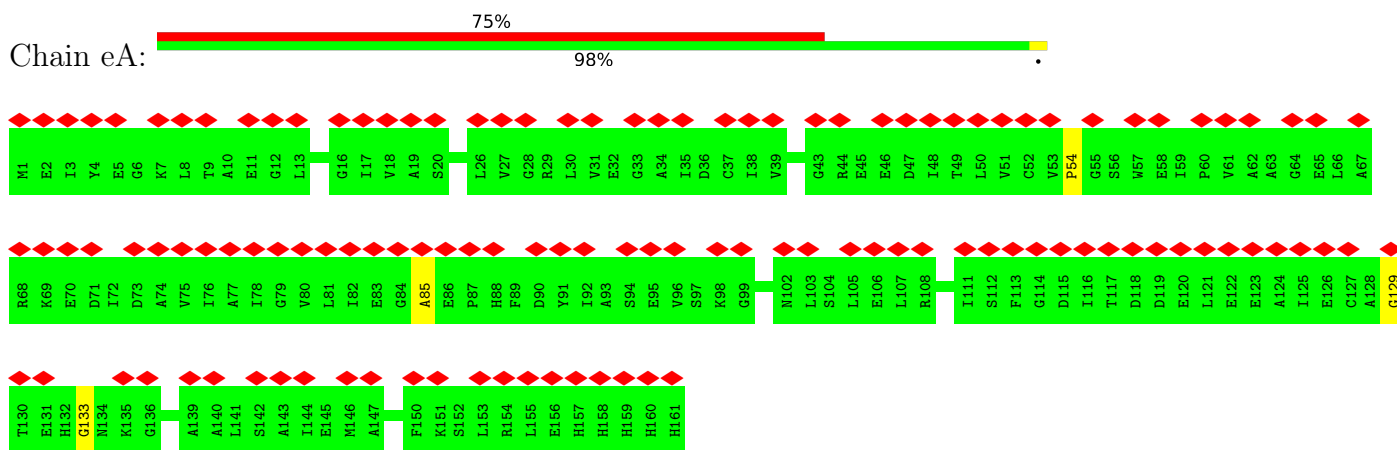 75%
Chain eA:
98%
•
M1 E2 I3 Y4 E5 G6 K7 L8 T9 A10 E11 G12 L13 G16 I17 V18 A19 S20 L26 V27 G28 R29 L30 V31 E32 G33 A34 I35 D36 C37 I38 V39 G43 R44 E45 E46 D47 I48 T49 L50 V51 C52 V53 P54 G55 S56 W57 E58 I59 P60 V61 A62 A63 G64 E65 L66 A67
R68 K69 E70 D71 I72 D73 A74 V75 I76 A77 I78 G79 V80 L81 I82 E83 G84 A85 E86 P87 H88 F89 D90 Y91 I92 A93 S94 E95 V96 S97 K98 G99 N102 L103 S104 L105 E106 L107 R108 I111 S112 F113 G114 D115 I116 T117 D118 D119 E120 L121 E122 E123 A124 I125 E126 C127 A128 G129
T130 E131 H132 G133 N134 K135 G136 A139 A140 L141 S142 A143 I144 E145 M146 A147 F150 K151 S152 L153 R154 L155 E156 H157 H158 H159 H160 H161